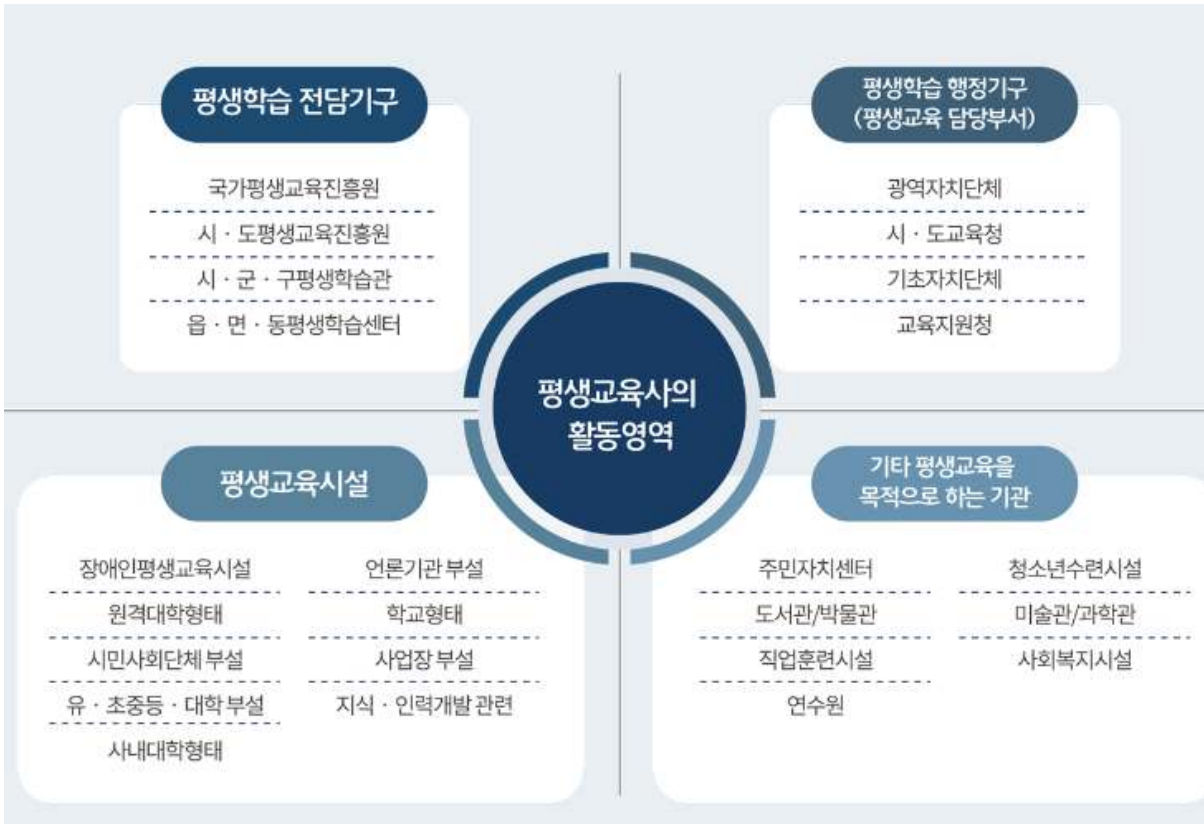 평생학습 전담기구
국가평생교육진흥원
시 · 도평생교육진흥원
시 · 군 · 구평생학습관
읍 · 면 · 동평생학습센터
평생학습 행정기구
(평생교육 담당부서)
광역자치단체
시 · 도교육청
기초자치단체
교육지원청
평생교육사의
활동영역
평생교육시설
장애인평생교육시설
원격대학형태
시민사회단체 부설
유 · 초중등 · 대학 부설
사내대학형태
언론기관 부설
학교형태
사업장 부설
지식 · 인력개발 관련
기타 평생교육을
목적으로 하는 기관
주민자치센터
도서관/박물관
직업훈련시설
연수원
청소년수련시설
미술관/과학관
사회복지시설